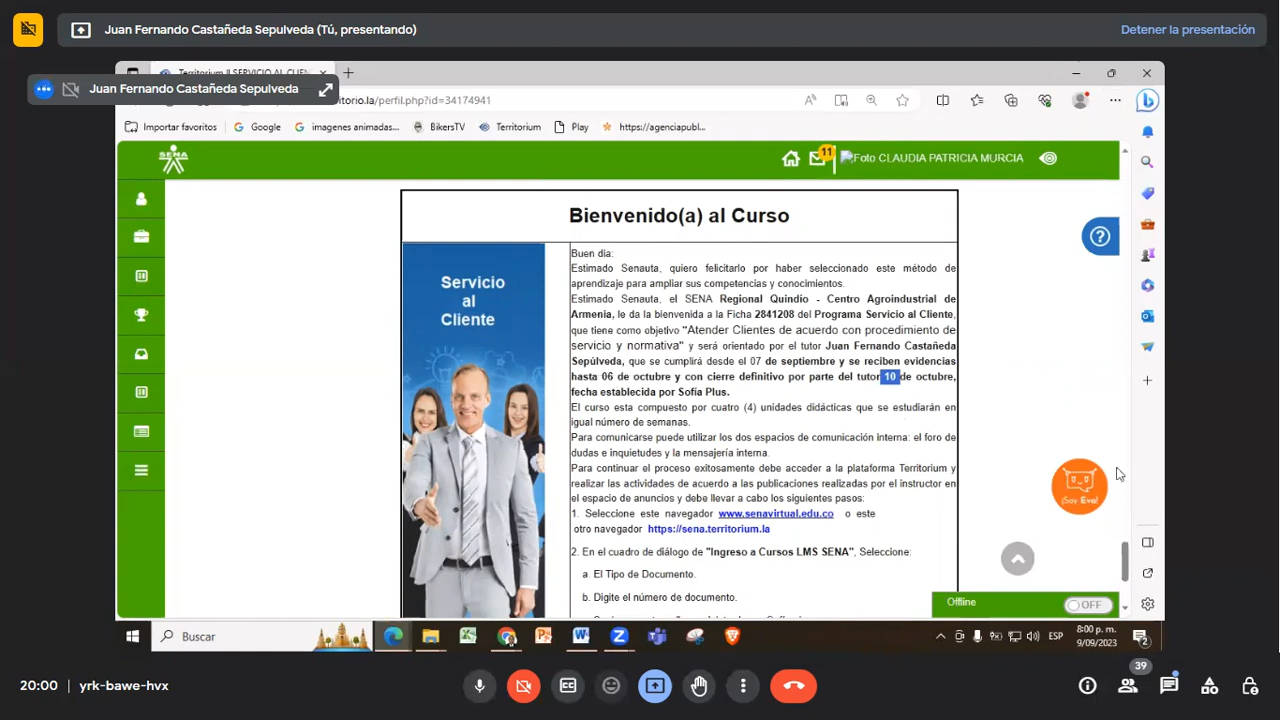 Juan Fernando Castañeda Sepulveda (Tú, presentando)
Detener la presentación
Territorium || SERVICIO AL CLIEN
Juan Fernando Castañeda Sepulveda
torio.la/perfil.php?id=34174941
Importar favoritos
Google
imagenes animadas...
BikersTV
Territorium
Play
https://agenciapubl...
SENA
11
Foto CLAUDIA PATRICIA MURCIA
Bienvenido(a) al Curso
Servicio
al
Cliente
Buen dia:
Estimado Senauta, quiero felicitarlo por haber seleccionado este método de
aprendizaje para ampliar sus competencias y conocimientos.
Estimado Senauta, el SENA Regional Quindio - Centro Agroindustrial de
Armenia, le da la bienvenida a la Ficha 2841208 del Programa Servicio al Cliente,
que tiene como objetivo "Atender Clientes de acuerdo con procedimiento de
servicio y normativa" y será orientado por el tutor Juan Fernando Castañeda
Sepúlveda, que se cumplirá desde el 07 de septiembre y se reciben evidencias
hasta 06 de octubre y con cierre definitivo por parte del tutor 10 de octubre,
fecha establecida por Sofía Plus.
El curso esta compuesto por cuatro (4) unidades didácticas que se estudiarán en
igual número de semanas.
Para comunicarse puede utilizar los dos espacios de comunicación interna: el foro de
dudas e inquietudes y la mensajería interna.
Para continuar el proceso exitosamente debe acceder a la plataforma Territorium y
realizar las actividades de acuerdo a las publicaciones realizadas por el instructor en
el espacio de anuncios y debe llevar a cabo los siguientes pasos:
1. Seleccione este navegador www.senavirtual.edu.co o este
otro navegador https://sena.territorium.la
2. En el cuadro de diálogo de "Ingreso a Cursos LMS SENA", Seleccione:
a. El Tipo de Documento.
b. Digite el número de documento.
¡Soy Eva!
Offline
OFF
Buscar
ESP
8:00 p. m.
9/09/2023
2
20:00
yrk-bawe-hvx
39